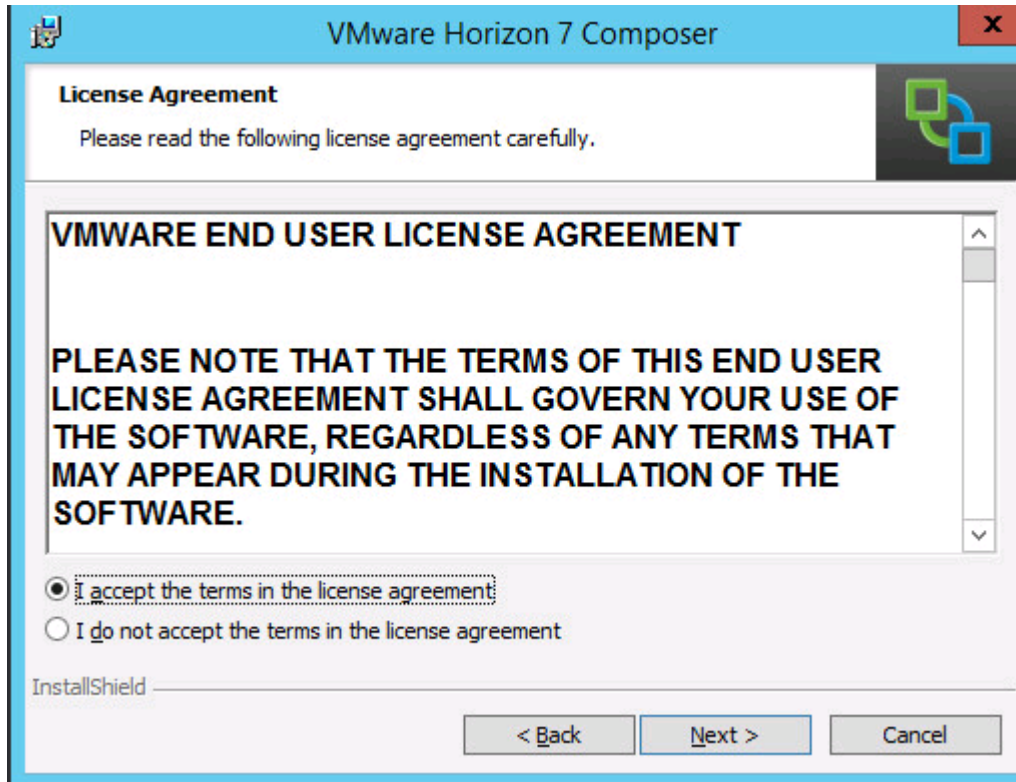 VMware Horizon 7 Composer
x
License Agreement
Please read the following license agreement carefully.
VMWARE END USER LICENSE AGREEMENT
PLEASE NOTE THAT THE TERMS OF THIS END USER
LICENSE AGREEMENT SHALL GOVERN YOUR USE OF
THE SOFTWARE, REGARDLESS OF ANY TERMS THAT
MAY APPEAR DURING THE INSTALLATION OF THE
SOFTWARE.
I accept the terms in the license agreement
I do not accept the terms in the license agreement
InstallShield
< Back Next > Cancel